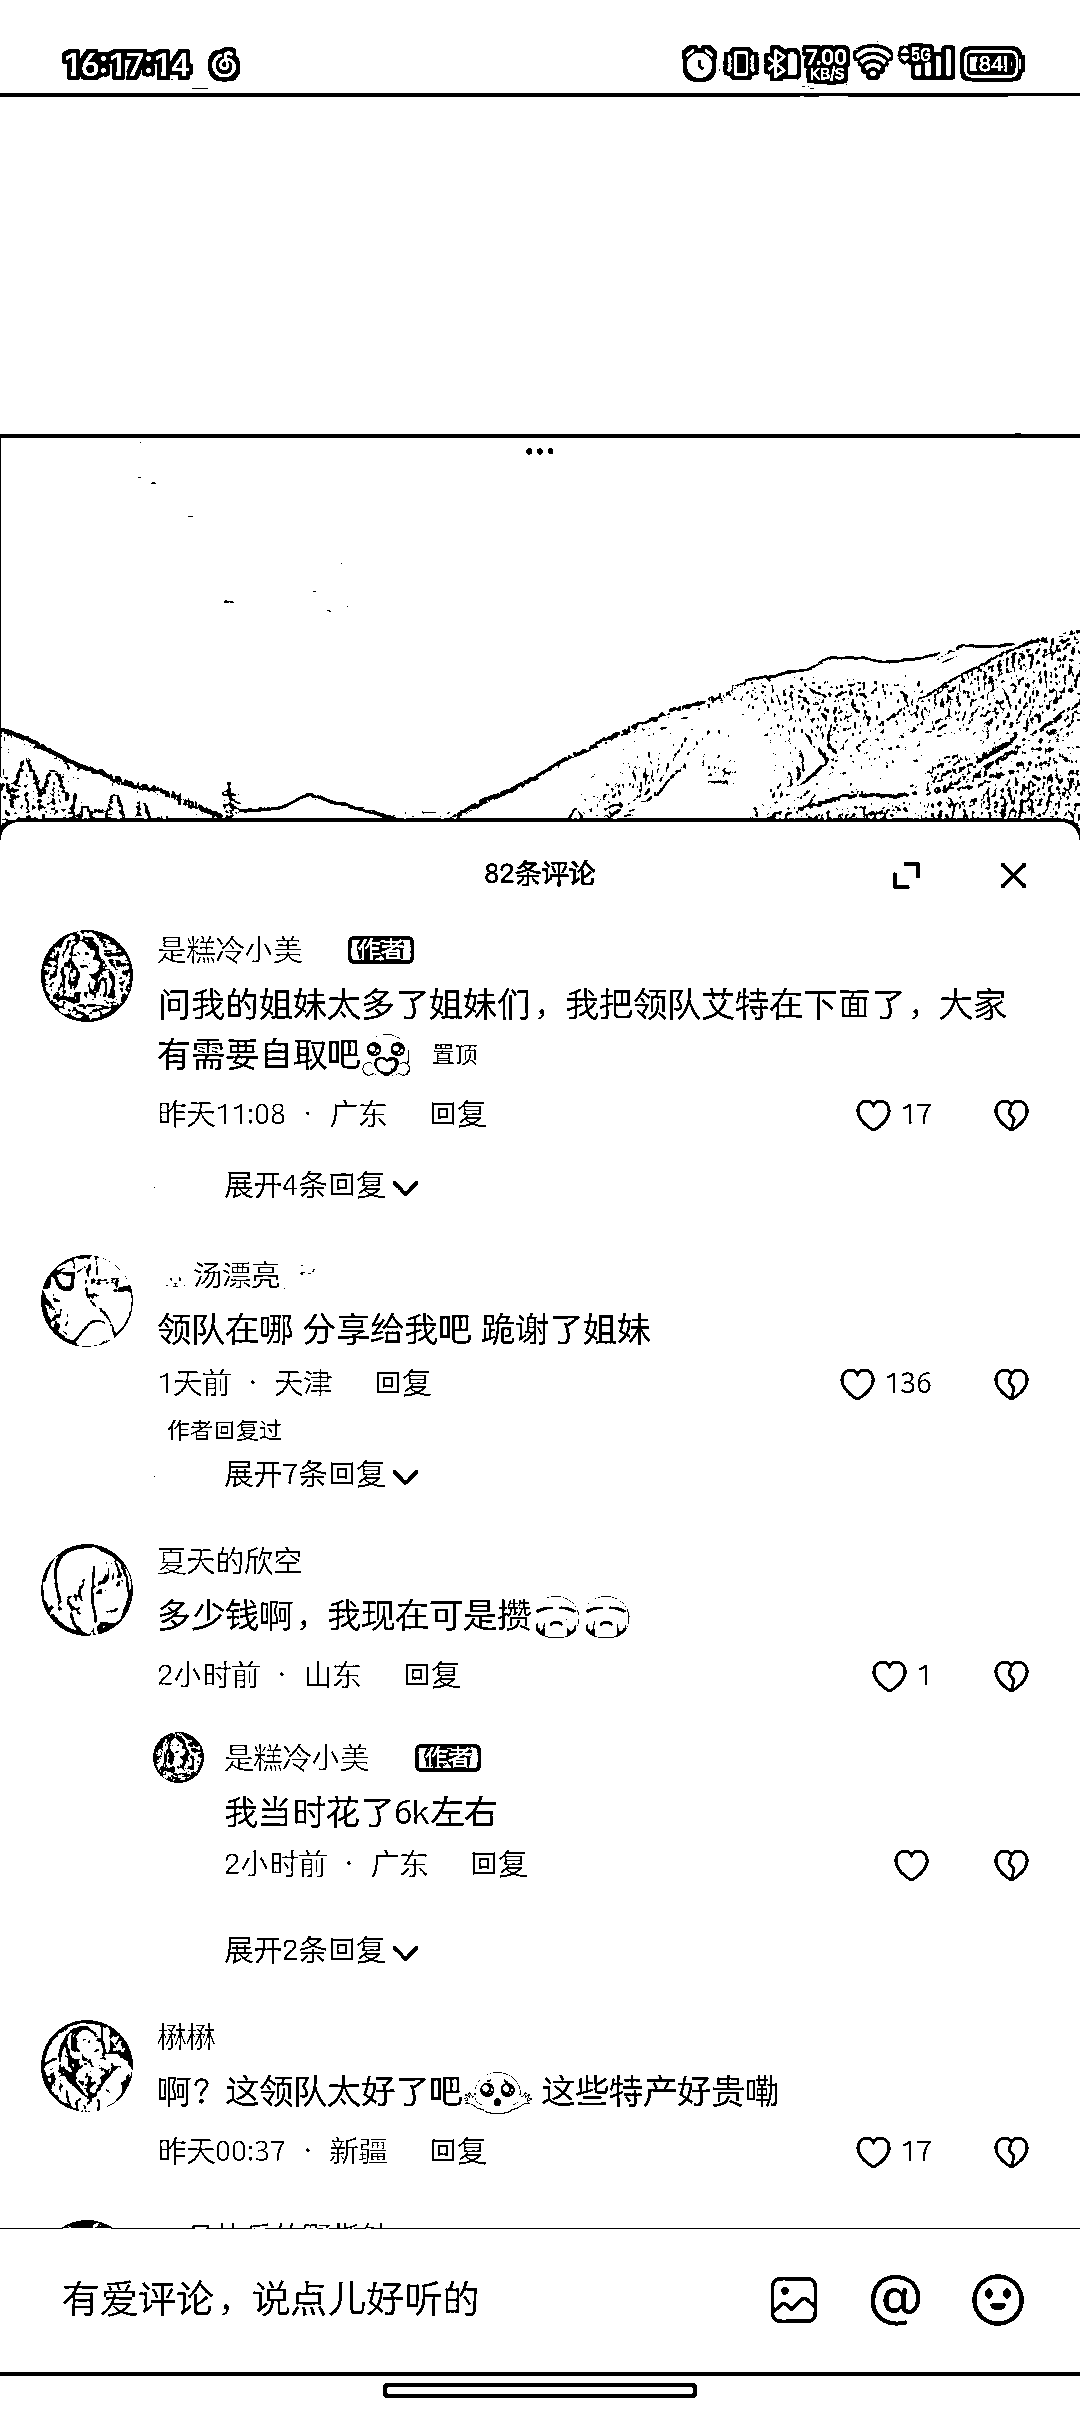 16:17:14
7.00 KB/S 5G 84
82条评论
是糕冷小美 作者
问我的姐妹太多了姐妹们，我把领队艾特在下面了，大家
有需要自取吧 置顶
昨天11:08 · 广东 回复 17
展开4条回复
汤漂亮
领队在哪 分享给我吧 跪谢了姐妹
1天前 · 天津 回复 136
作者回复过
展开7条回复
夏天的欣空
多少钱啊，我现在可是攒
2小时前 · 山东 回复 1
是糕冷小美 作者
我当时花了6k左右
2小时前 · 广东 回复
展开2条回复
啊？这领队太好了吧 这些特产好贵嘞
昨天00:37 · 新疆 回复 17
有爱评论，说点儿好听的